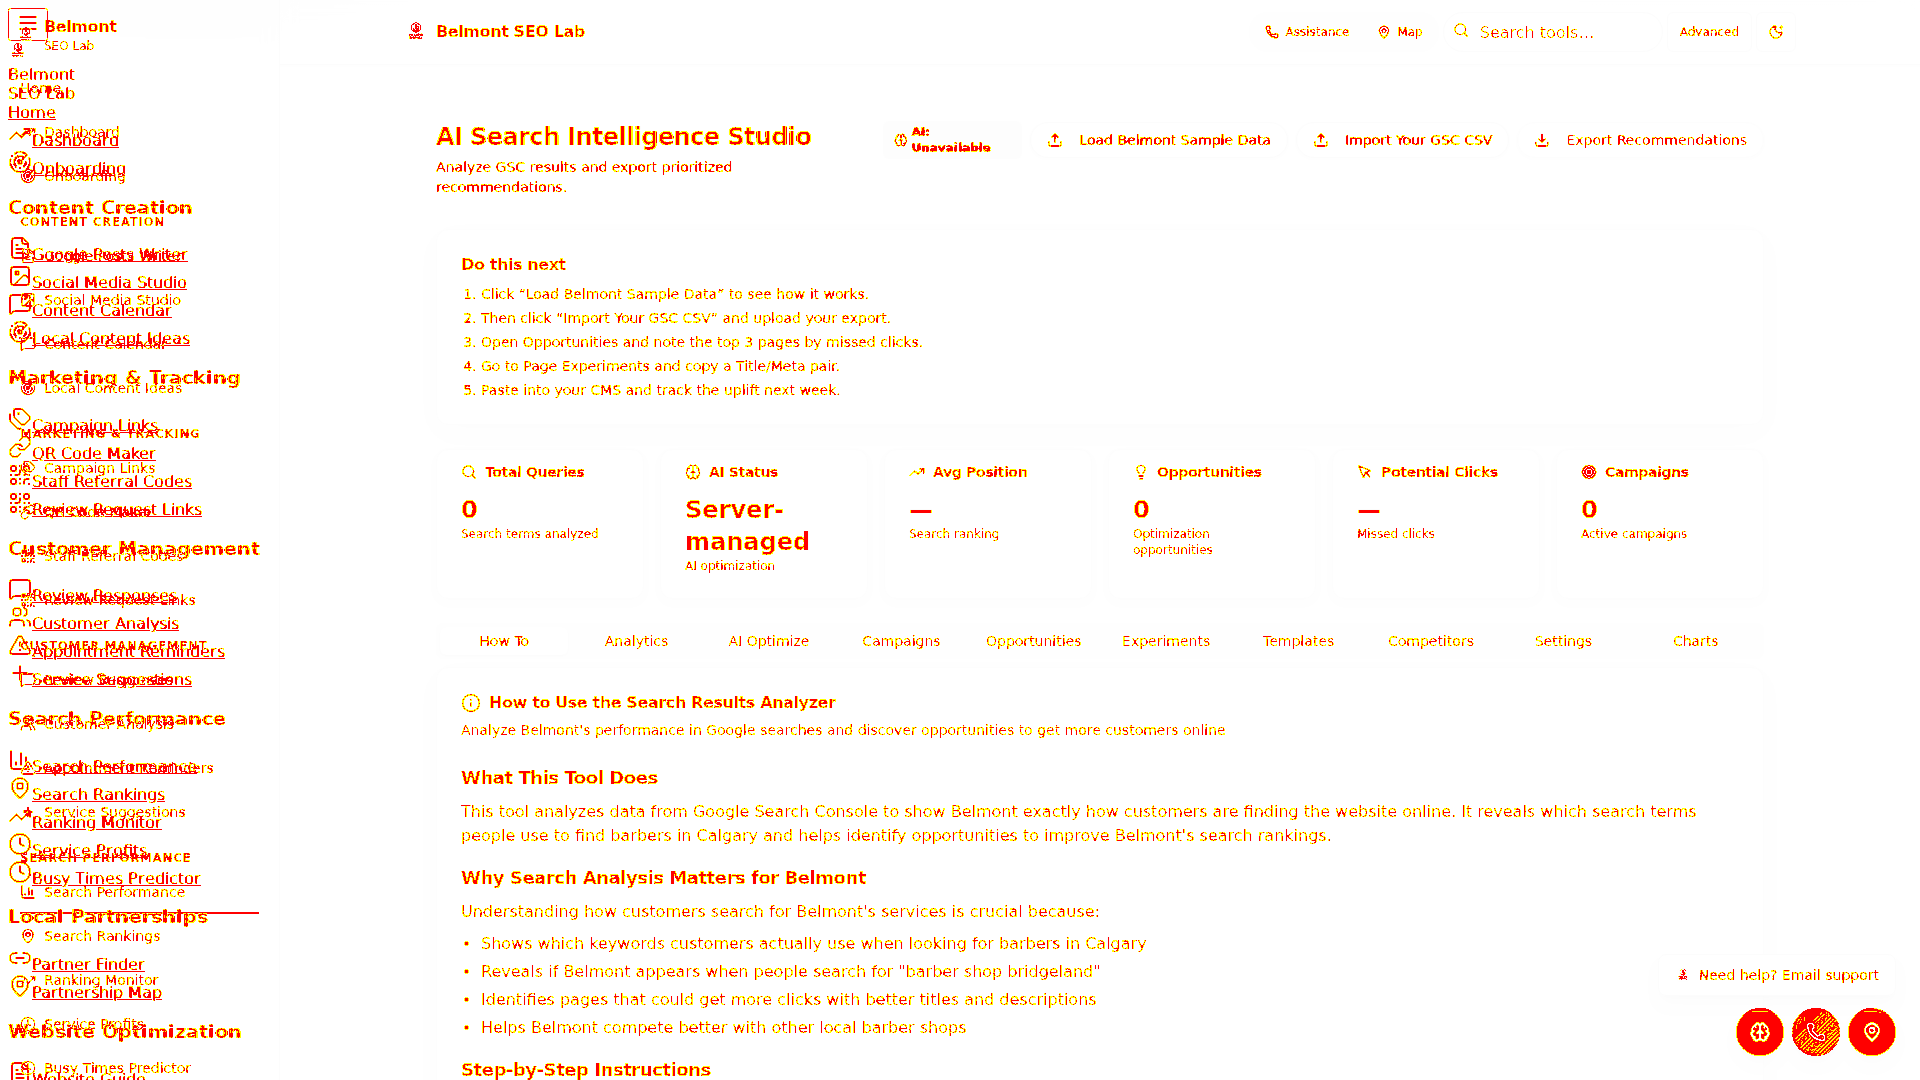 Belmont
SEO Lab
Belmont
SEO Lab
Home
Home
Dashboard
Dashboard
Onboarding
Onboarding
Content Creation
CONTENT CREATION
Google Posts Writer
Google Posts Writer
Social Media Studio
Social Media Studio
Content Calendar
Local Content Ideas
Content Calendar
Marketing & Tracking
Local Content Ideas
Campaign Links
MARKETING & TRACKING
QR Code Maker
Campaign Links
Staff Referral Codes
Review Request Links
QR Code Maker
Customer Management
Staff Referral Codes
Review Responses
Review Request Links
Customer Analysis
CUSTOMER MANAGEMENT
Appointment Reminders
Service Suggestions
Review Responses
Search Performance
Customer Analysis
Search Performance
Appointment Reminders
Search Rankings
Service Suggestions
Ranking Monitor
Service Profits
SEARCH PERFORMANCE
Busy Times Predictor
Search Performance
Local Partnerships
Search Rankings
Partner Finder
Ranking Monitor
Partnership Map
Service Profits
Website Optimization
Busy Times Predictor
Website Guide
Belmont SEO Lab
Assistance
Map
Search tools...
Advanced
AI Search Intelligence Studio
Analyze GSC results and export prioritized
recommendations.
AI:
Unavailable
Load Belmont Sample Data
Import Your GSC CSV
Export Recommendations
Do this next
1. Click “Load Belmont Sample Data” to see how it works.
2. Then click “Import Your GSC CSV” and upload your export.
3. Open Opportunities and note the top 3 pages by missed clicks.
4. Go to Page Experiments and copy a Title/Meta pair.
5. Paste into your CMS and track the uplift next week.
Total Queries
0
Search terms analyzed
AI Status
Server-
managed
AI optimization
Avg Position
—
Search ranking
Opportunities
0
Optimization
opportunities
Potential Clicks
—
Missed clicks
Campaigns
0
Active campaigns
How To
Analytics
AI Optimize
Campaigns
Opportunities
Experiments
Templates
Competitors
Settings
Charts
How to Use the Search Results Analyzer
Analyze Belmont's performance in Google searches and discover opportunities to get more customers online
What This Tool Does
This tool analyzes data from Google Search Console to show Belmont exactly how customers are finding the website online. It reveals which search terms
people use to find barbers in Calgary and helps identify opportunities to improve Belmont's search rankings.
Why Search Analysis Matters for Belmont
Understanding how customers search for Belmont's services is crucial because:
• Shows which keywords customers actually use when looking for barbers in Calgary
• Reveals if Belmont appears when people search for "barber shop bridgeland"
• Identifies pages that could get more clicks with better titles and descriptions
• Helps Belmont compete better with other local barber shops
Step-by-Step Instructions
Need help? Email support